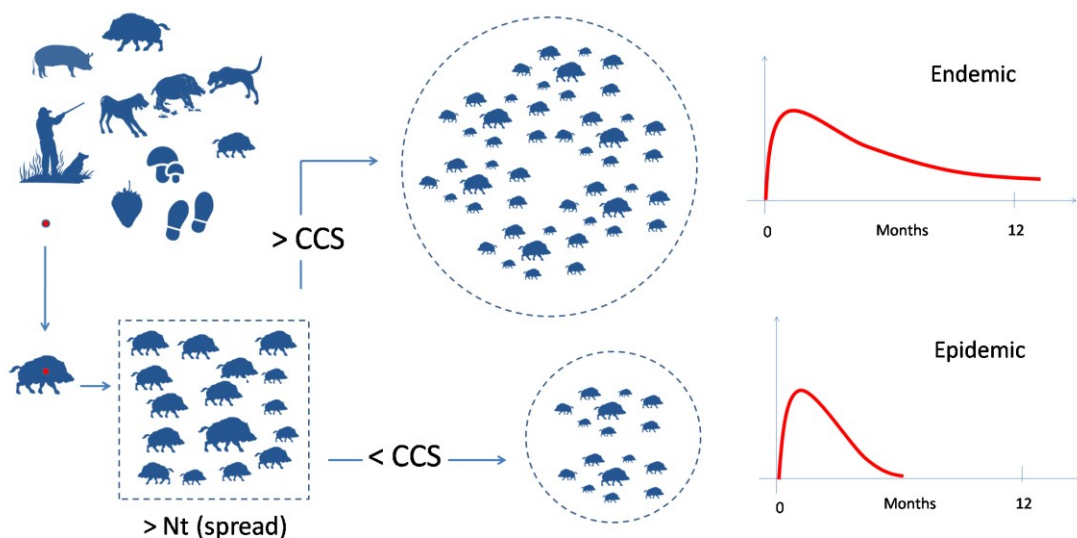 > CCS
> Nt (spread)
< CCS
Endemic
0
Months
12
Epidemic
0
Months
12